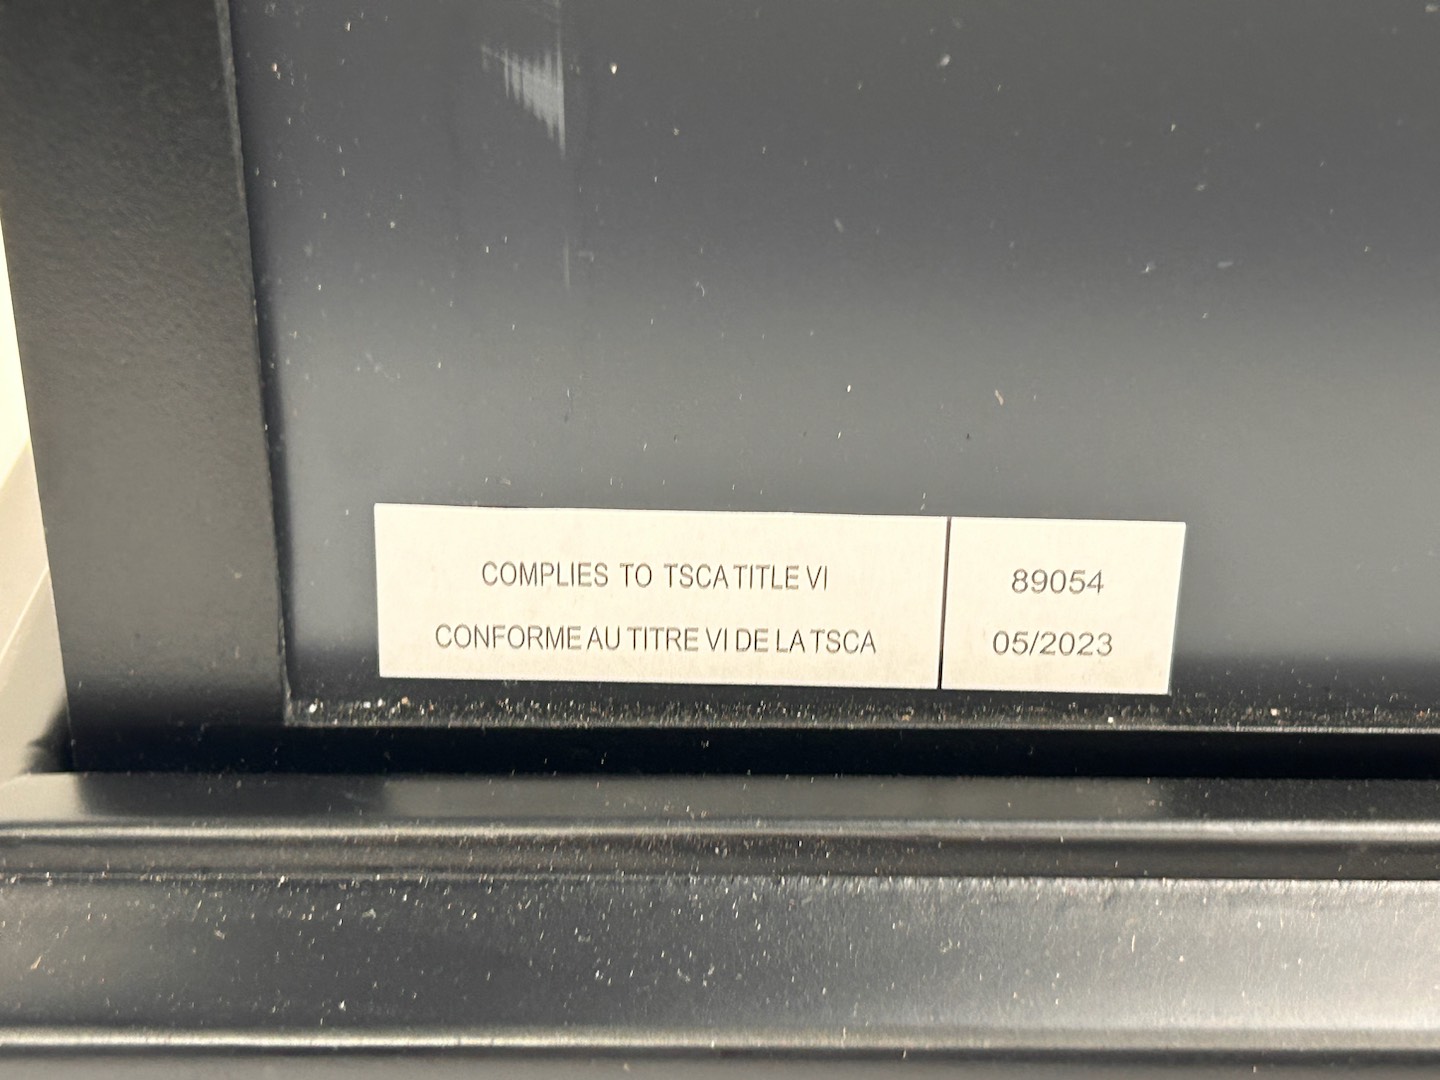 COMPLIES TO TSCA TITLE VI
CONFORME AU TITRE VI DE LA TSCA
89054
05/2023